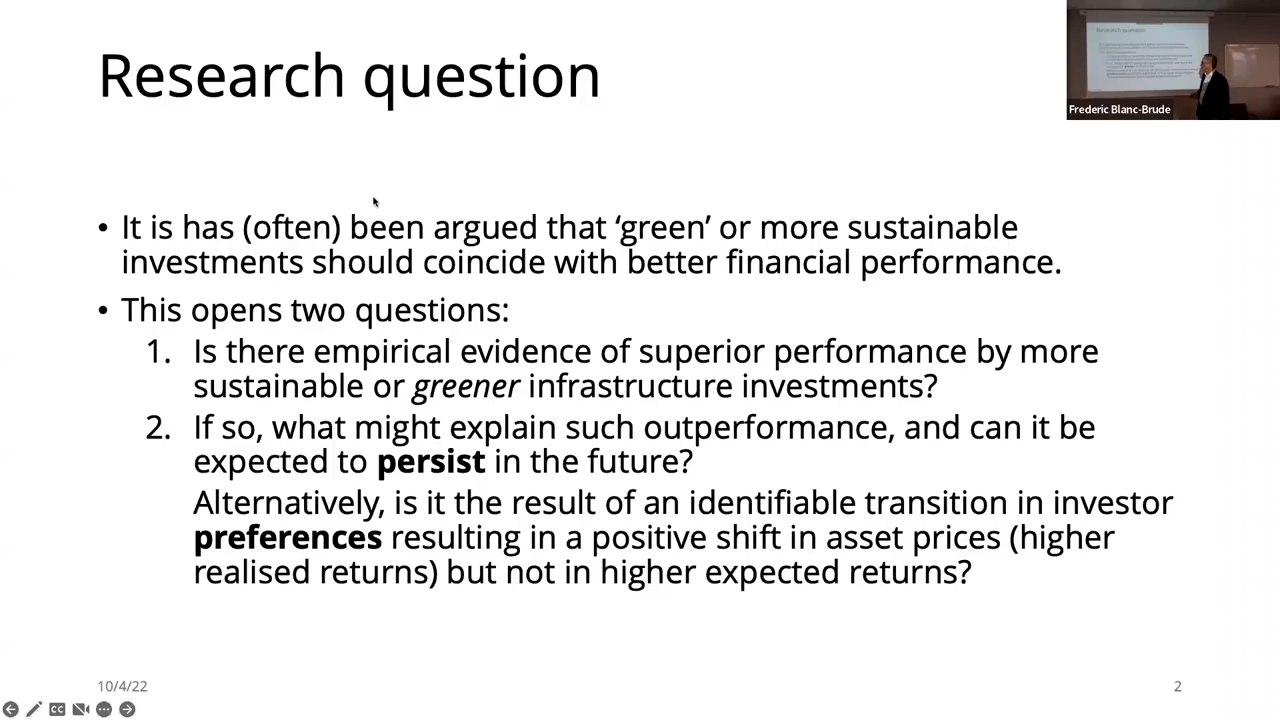 Research question
Frederic Blanc-Brude
• It is has (often) been argued that ‘green’ or more sustainable
investments should coincide with better financial performance.
• This opens two questions:
1. Is there empirical evidence of superior performance by more
sustainable or greener infrastructure investments?
2. If so, what might explain such outperformance, and can it be
expected to persist in the future?
Alternatively, is it the result of an identifiable transition in investor
preferences resulting in a positive shift in asset prices (higher
realised returns) but not in higher expected returns?
10/4/22
2
CC